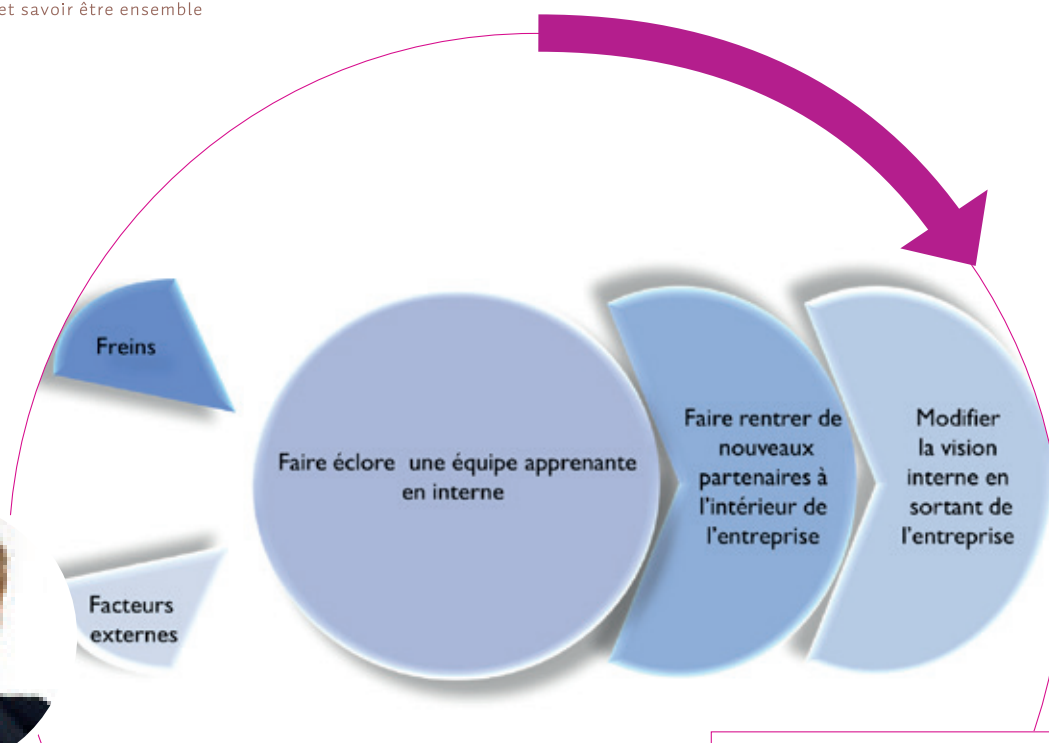 et savoir être ensemble
Freins
Faire éclore une équipe apprenante
en interne
Faire rentrer de
nouveaux
partenaires à
l'intérieur de
l'entreprise
Modifier
la vision
interne en
sortant de
l'entreprise
Facteurs
externes